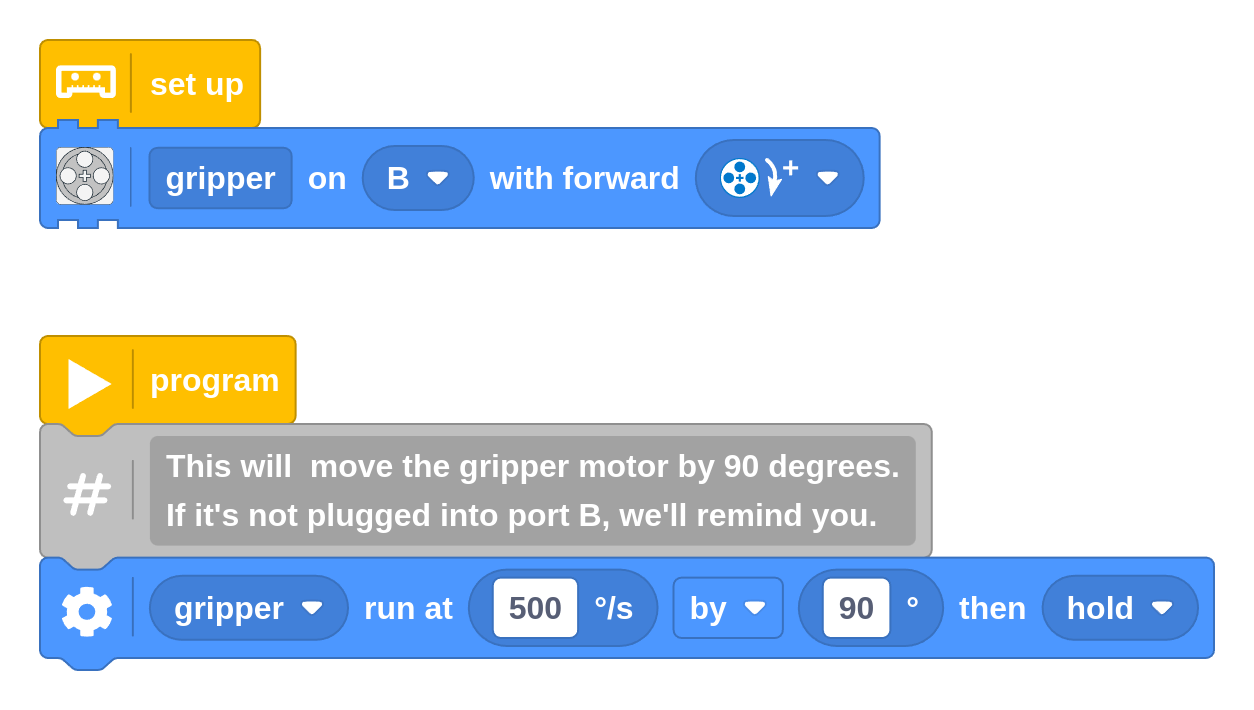 set up
gripper on B with forward +
program
# This will  move the gripper motor by 90 degrees.
If it's not plugged into port B, we'll remind you.
gripper run at 500 °/s by 90 ° then hold